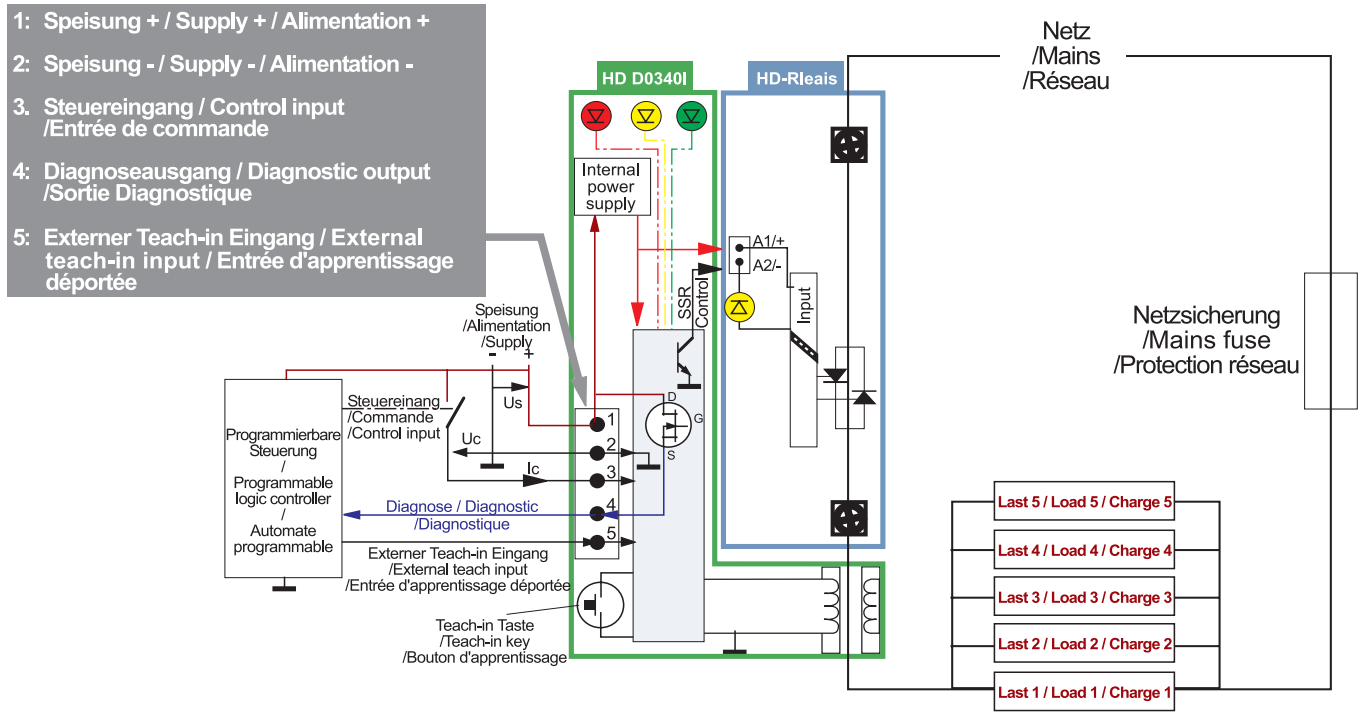 1: Speisung + / Supply + / Alimentation +
2: Speisung - / Supply - / Alimentation -
3. Steuereingang / Control input
/Entrée de commande
4: Diagnoseausgang / Diagnostic output
/Sortie Diagnostique
5: Externer Teach-in Eingang / External
teach-in input / Entrée d'apprentissage
déportée
HD D0340I
HD-Rleais
Netz
/Mains
/Réseau
Internal
power
supply
A1/+
A2/-
SSR
Control
Input
Netzsicherung
/Mains fuse
/Protection réseau
Speisung
/Alimentation
/Supply
- +
Us
Steuereinang
/Commande
/Control input
Uc
Ic
Programmierbare
Steuerung
/
Programmable
logic controller
/
Automate
programmable
Diagnose / Diagnostic
/Diagnostique
Externer Teach-in Eingang
/External teach input
/Entrée d'apprentissage déportée
1
2
3
4
5
D
G
S
Teach-in Taste
/Teach-in key
/Bouton d'apprentissage
Last 5 / Load 5 / Charge 5
Last 4 / Load 4 / Charge 4
Last 3 / Load 3 / Charge 3
Last 2 / Load 2 / Charge 2
Last 1 / Load 1 / Charge 1